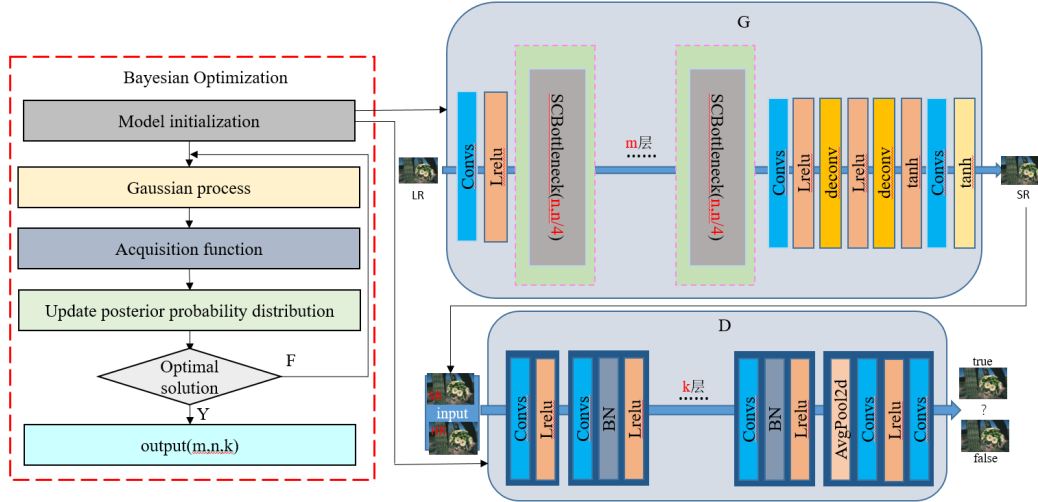 Bayesian Optimization
Model initialization
Gaussian process
Acquisition function
Update posterior probability distribution
Optimal
solution
F
Y
output(m,n,k)
G
LR
Convs
Lrelu
SCBottleneck(n,n/4)
m层
......
SCBottleneck(n,n/4)
Convs
Lrelu
deconv
Lrelu
deconv
tanh
Convs
tanh
SR
D
input
Convs
Lrelu
Convs
BN
Lrelu
k层
......
Convs
BN
Lrelu
AvgPool2d
Convs
Lrelu
Convs
true
?
false